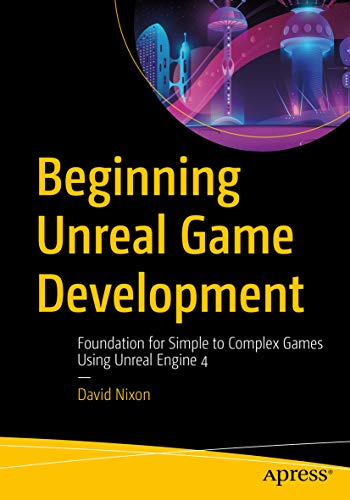 Beginning
Unreal Game
Development
Foundation for Simple to Complex Games
Using Unreal Engine 4
—
David Nixon
Apress®